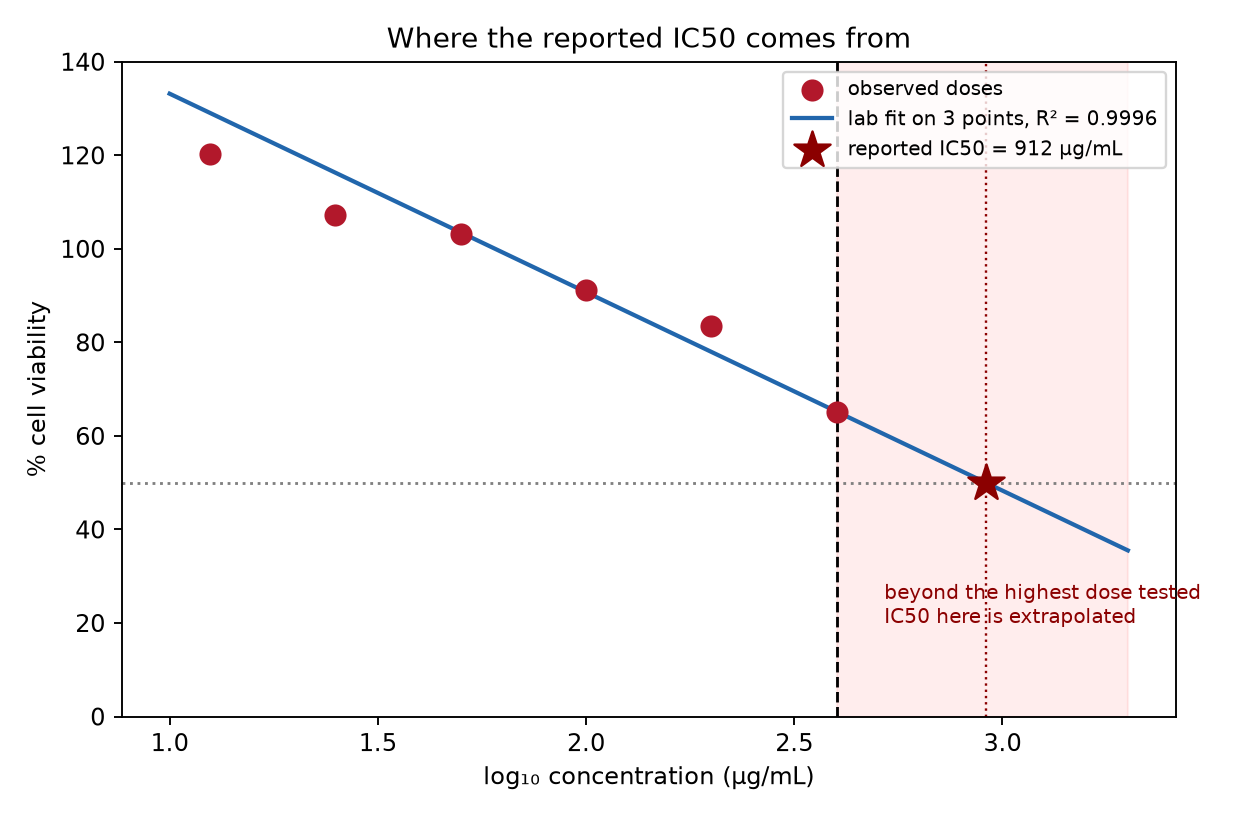 Where the reported IC50 comes from
140
120
100
80
60
40
20
0
% cell viability
observed doses
lab fit on 3 points, R² = 0.9996
reported IC50 = 912 µg/mL
beyond the highest dose tested
IC50 here is extrapolated
1.0
1.5
2.0
2.5
3.0
log₁₀ concentration (µg/mL)